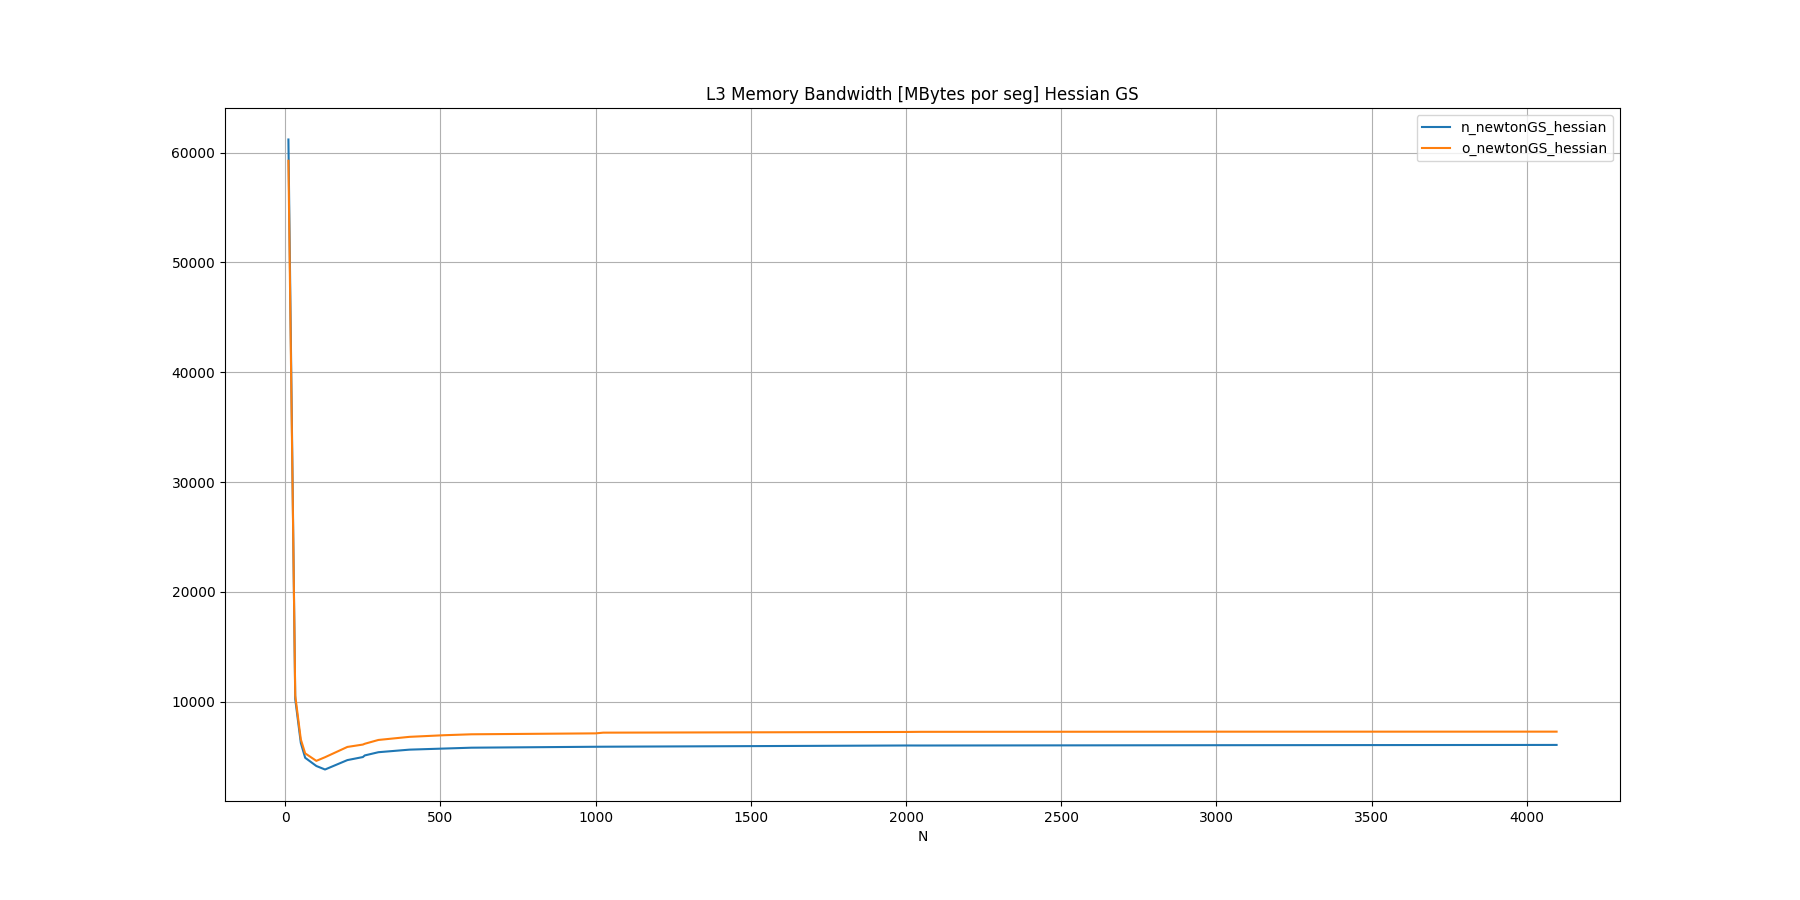 L3 Memory Bandwidth [MBytes por seg] Hessian GS
n_newtonGS_hessian
o_newtonGS_hessian
60000
50000
40000
30000
20000
10000
0 500 1000 1500 2000 2500 3000 3500 4000
N